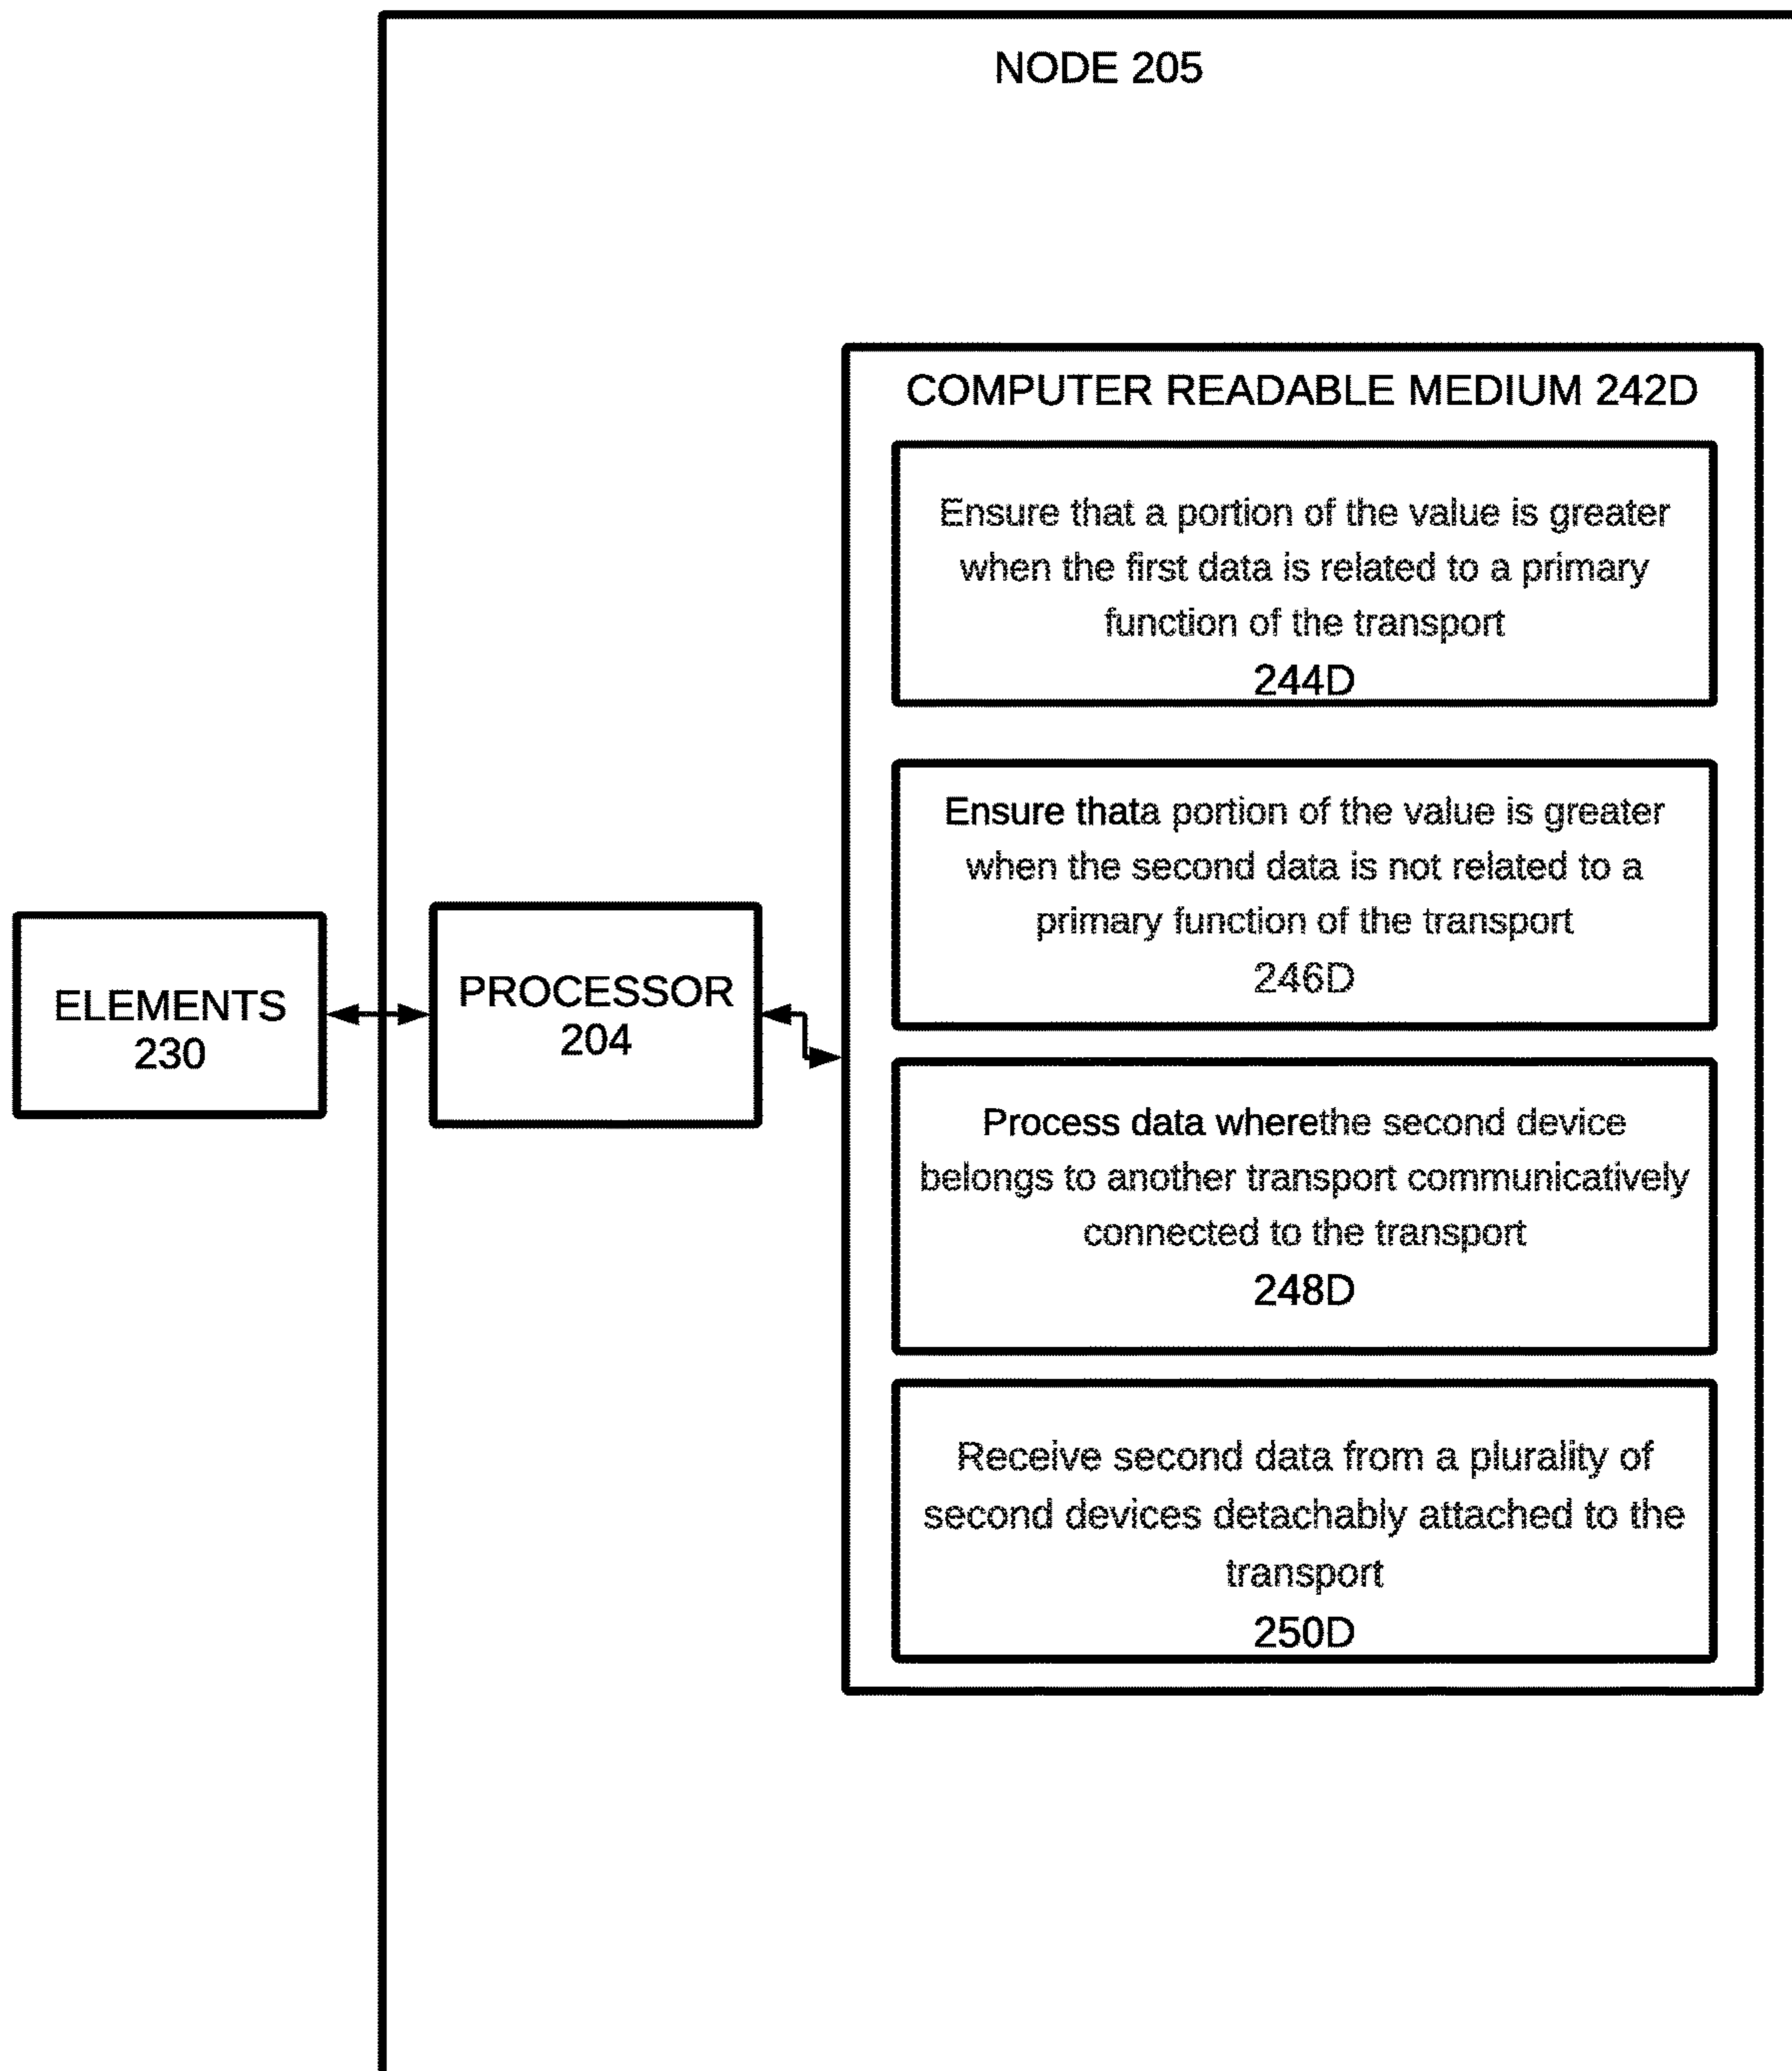 NODE 205
COMPUTER READABLE MEDIUM 242D
Ensure that a portion of the value is greater
when the first data is related to a primary
function of the transport
244D
Ensure thata portion of the value is greater
when the second data is not related to a
primary function of the transport
246D
ELEMENTS
230
PROCESSOR
204
Process data wherethe second device
belongs to another transport communicatively
connected to the transport
248D
Receive second data from a plurality of
second devices detachably attached to the
transport
250D